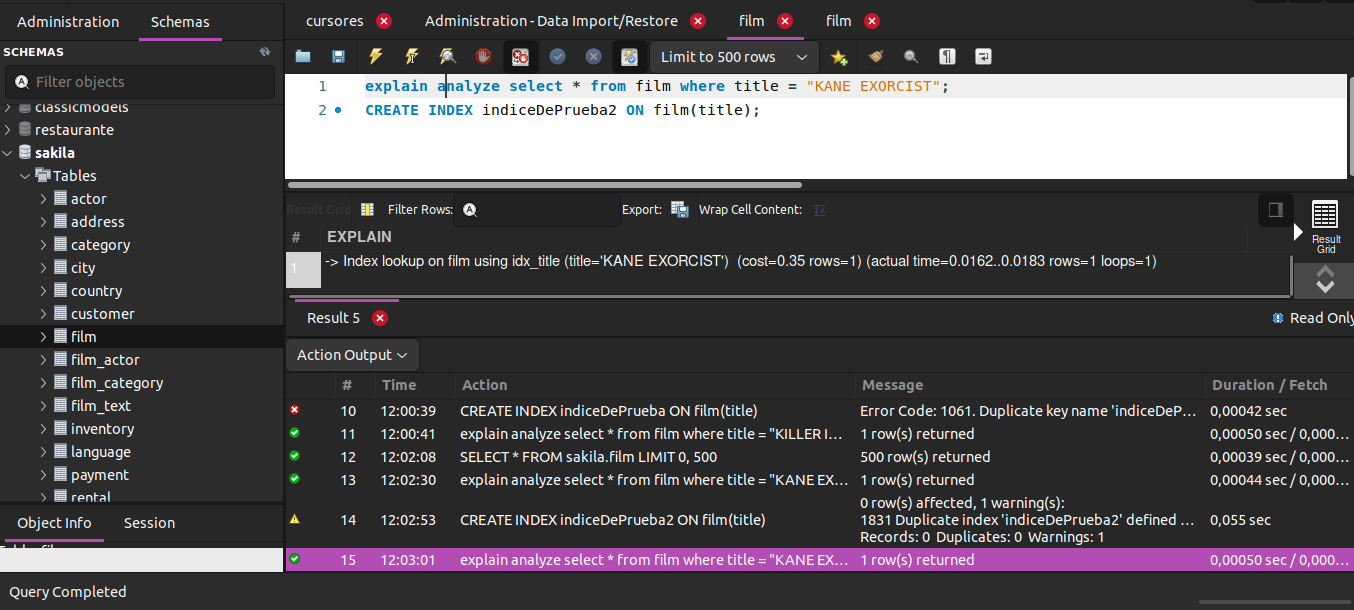 Administration Schemas
cursores Administration - Data Import/Restore film film
SCHEMAS
Filter objects
Limit to 500 rows
classicmodels
restaurante
sakila
Tables
actor
address
category
city
country
customer
film
film_actor
film_category
film_text
inventory
language
payment
rental
Object Info Session
1 explain analyze select * from film where title = "KANE EXORCIST";
2 CREATE INDEX indiceDePrueba2 ON film(title);
Result Grid Filter Rows: Export: Wrap Cell Content:
Result
Grid
# EXPLAIN
1 -> Index lookup on film using idx_title (title='KANE EXORCIST') (cost=0.35 rows=1) (actual time=0.0162..0.0183 rows=1 loops=1)
Result 5 Read Only
Action Output
# Time Action Message Duration / Fetch
10 12:00:39 CREATE INDEX indiceDePrueba ON film(title) Error Code: 1061. Duplicate key name 'indiceDeP... 0,00042 sec
11 12:00:41 explain analyze select * from film where title = "KILLER I... 1 row(s) returned 0,00050 sec / 0,000...
12 12:02:08 SELECT * FROM sakila.film LIMIT 0, 500 500 row(s) returned 0,00039 sec / 0,000...
13 12:02:30 explain analyze select * from film where title = "KANE EX... 1 row(s) returned 0,00044 sec / 0,000...
14 12:02:53 CREATE INDEX indiceDePrueba2 ON film(title) 0 row(s) affected, 1 warning(s):
1831 Duplicate index 'indiceDePrueba2' defined ... 0,055 sec
Records: 0 Duplicates: 0 Warnings: 1
15 12:03:01 explain analyze select * from film where title = "KANE EX... 1 row(s) returned 0,00050 sec / 0,000...
Query Completed